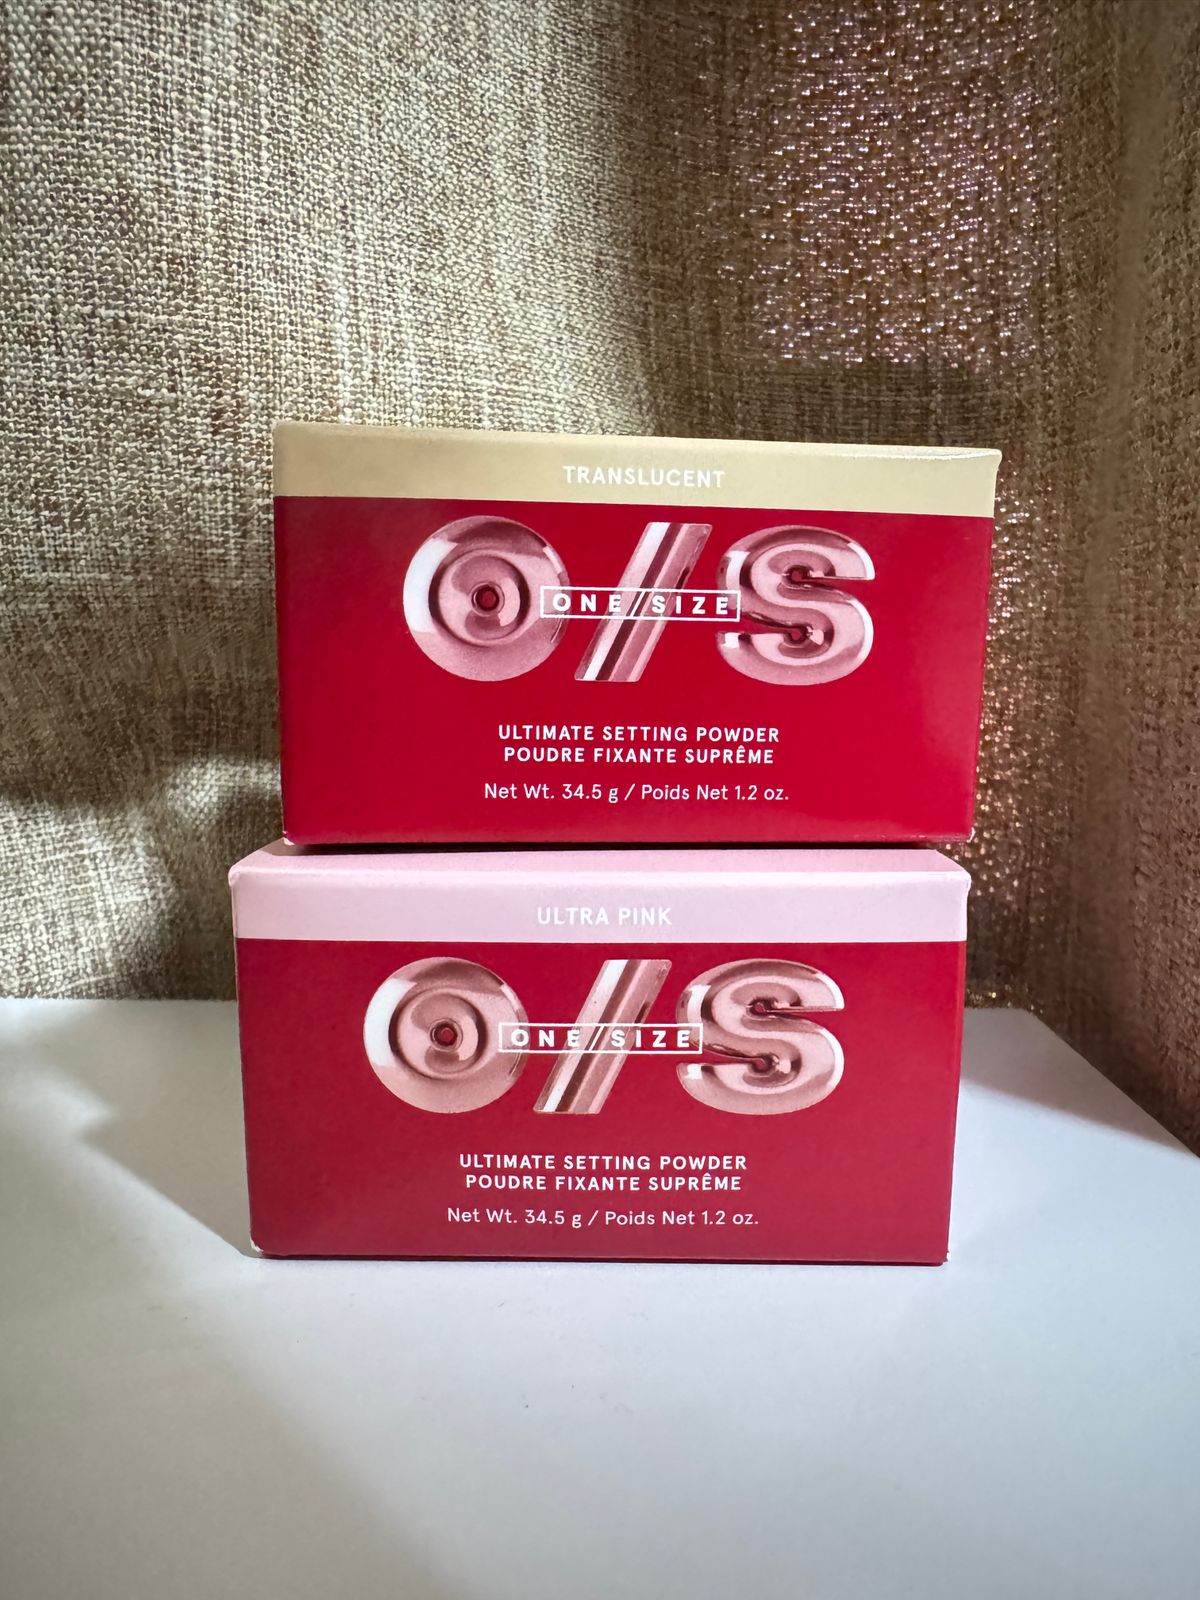 TRANSLUCENT
O/S
ONE/SIZE
ULTIMATE SETTING POWDER
POUDRE FIXANTE SUPRÊME
Net Wt. 34.5 g / Poids Net 1.2 oz.
ULTRA PINK
O/S
ONE/SIZE
ULTIMATE SETTING POWDER
POUDRE FIXANTE SUPRÊME
Net Wt. 34.5 g / Poids Net 1.2 oz.